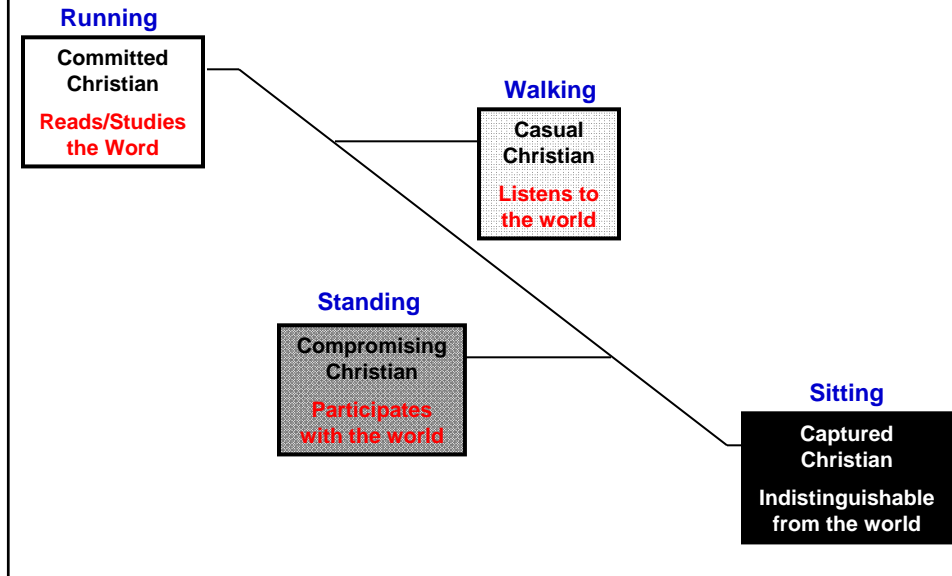 Running
Committed
Christian
Reads/Studies
the Word
Walking
Casual
Christian
Listens to
the world
Standing
Compromising
Christian
Participates
with the world
Sitting
Captured
Christian
Indistinguishable
from the world